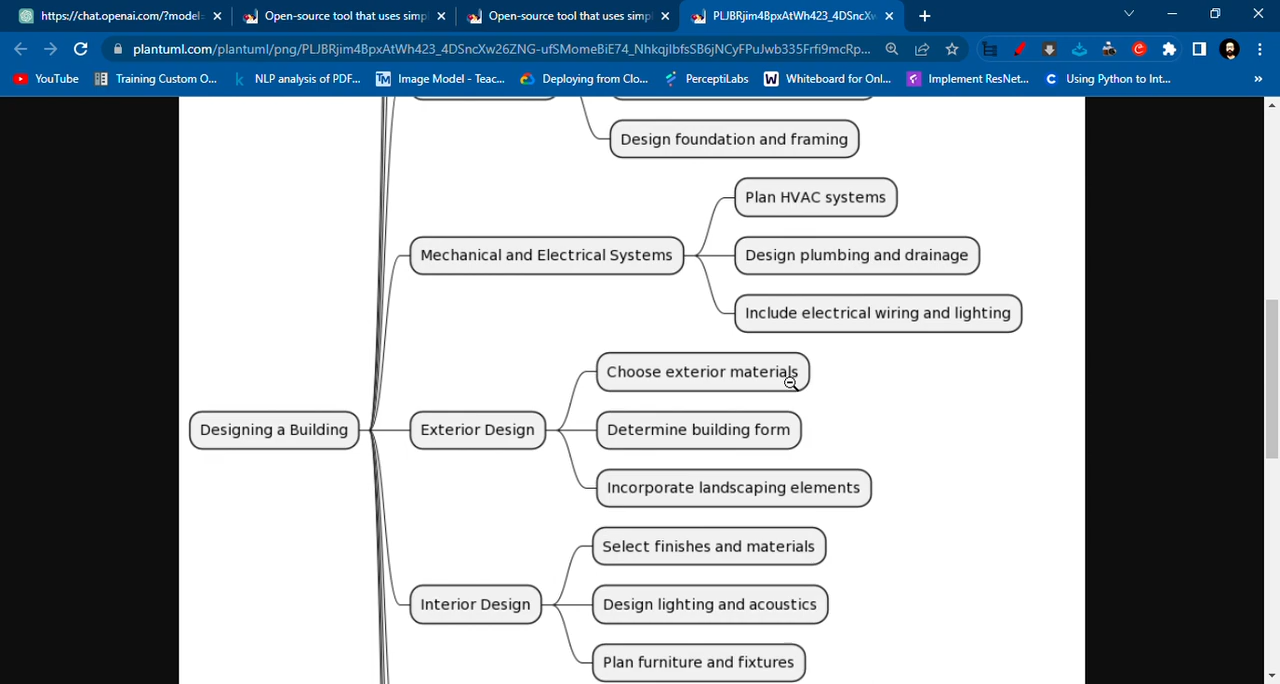 https://chat.openai.com/?model=
Open-source tool that uses simpl
Open-source tool that uses simpl
PLJBRjim4BpxAtWh423_4DSncXw
plantuml.com/plantuml/png/PLJBRjim4BpxAtWh423_4DSncXw26ZNG-ufSMomeBiE74_NhkqjIbfsSB6jNCyFPuJwb335Frfi9mcRp...
YouTube
Training Custom O...
NLP analysis of PDF...
Image Model - Teac...
Deploying from Clo...
PerceptiLabs
Whiteboard for Onl...
Implement ResNet...
Using Python to Int...
Design foundation and framing
Plan HVAC systems
Mechanical and Electrical Systems
Design plumbing and drainage
Include electrical wiring and lighting
Choose exterior materials
Designing a Building
Exterior Design
Determine building form
Incorporate landscaping elements
Select finishes and materials
Interior Design
Design lighting and acoustics
Plan furniture and fixtures